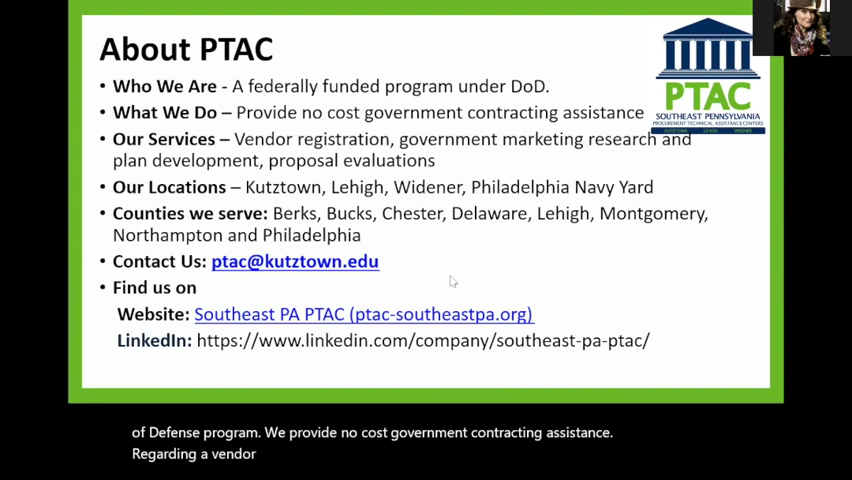 About PTAC
• Who We Are - A federally funded program under DoD.
• What We Do – Provide no cost government contracting assistance
• Our Services – Vendor registration, government marketing research and
plan development, proposal evaluations
• Our Locations – Kutztown, Lehigh, Widener, Philadelphia Navy Yard
• Counties we serve: Berks, Bucks, Chester, Delaware, Lehigh, Montgomery,
Northampton and Philadelphia
• Contact Us: ptac@kutztown.edu
• Find us on
Website: Southeast PA PTAC (ptac-southeastpa.org)
LinkedIn: https://www.linkedin.com/company/southeast-pa-ptac/
PTAC
SOUTHEAST PENNSYLVANIA
PROCUREMENT TECHNICAL ASSISTANCE CENTERS
KUTZTOWN LEHIGH WIDENER
of Defense program. We provide no cost government contracting assistance.
Regarding a vendor